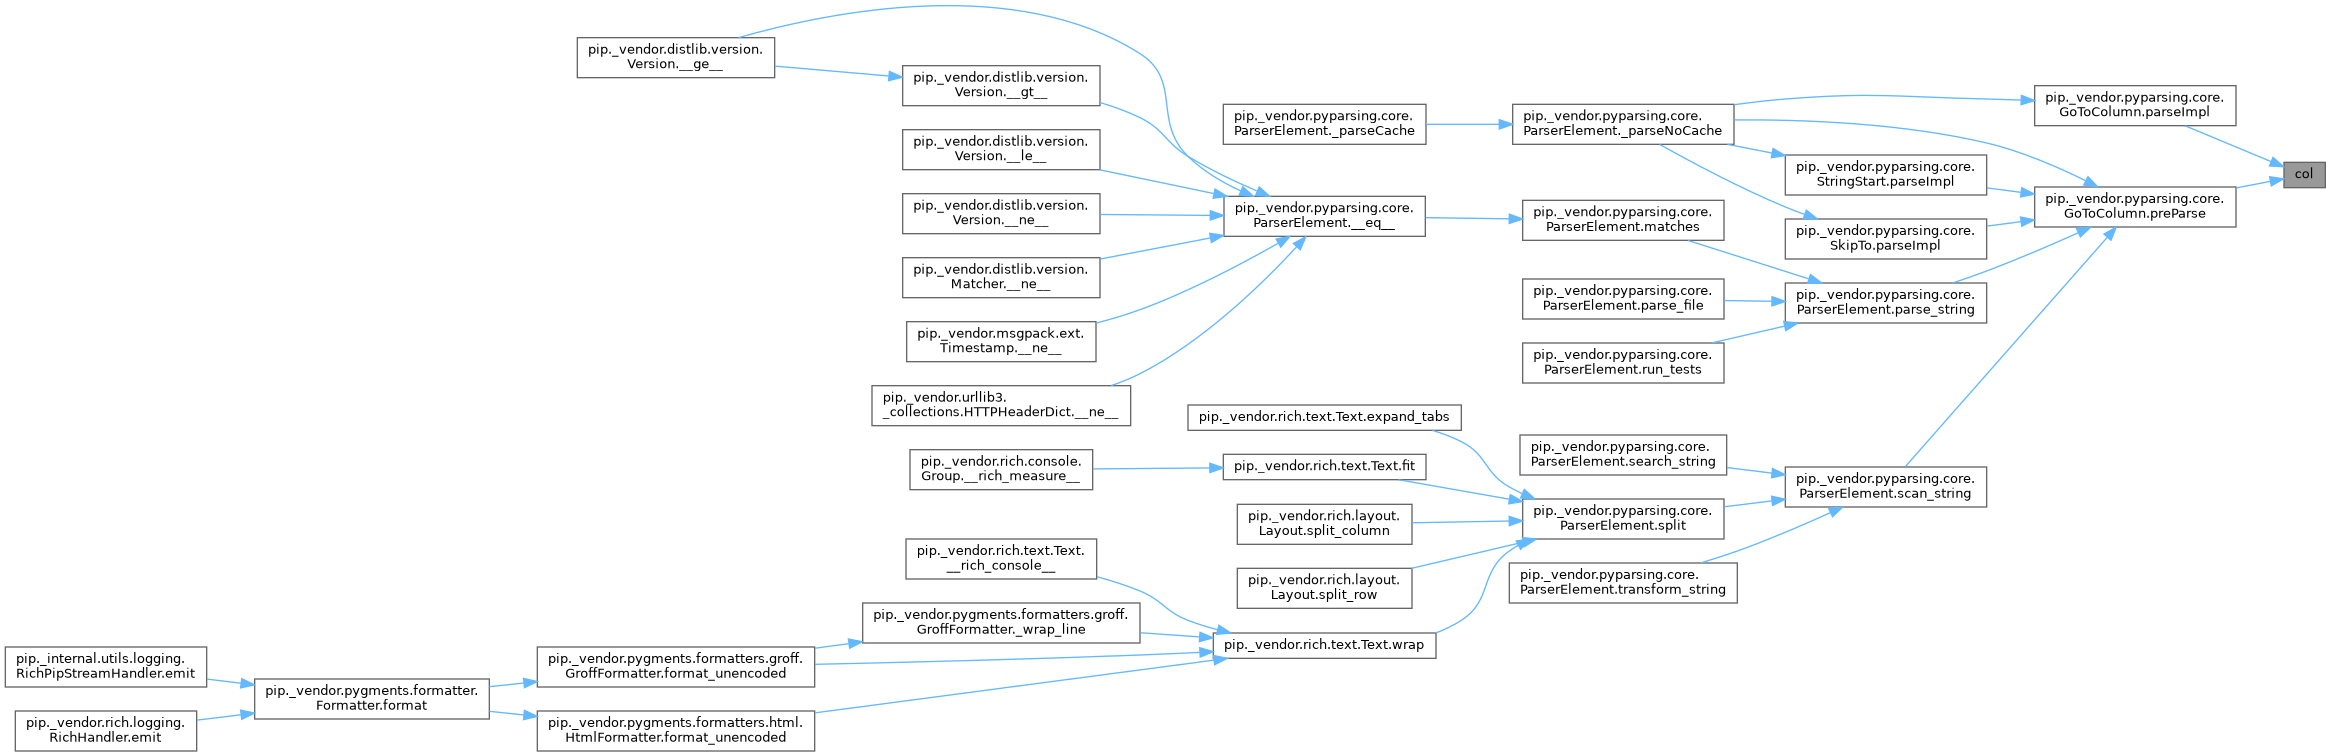 pip._vendor.distlib.version.
Version.__ge__
pip._vendor.distlib.version.
Version.__gt__
pip._vendor.distlib.version.
Version.__le__
pip._vendor.distlib.version.
Version.__ne__
pip._vendor.distlib.version.
Matcher.__ne__
pip._vendor.msgpack.ext.
Timestamp.__ne__
pip._vendor.urllib3.
_collections.HTTPHeaderDict.__ne__
pip._vendor.pyparsing.core.
ParserElement._parseCache
pip._vendor.pyparsing.core.
ParserElement.__eq__
pip._vendor.pyparsing.core.
ParserElement._parseNoCache
pip._vendor.pyparsing.core.
ParserElement.matches
pip._vendor.pyparsing.core.
ParserElement.parse_file
pip._vendor.pyparsing.core.
ParserElement.run_tests
pip._vendor.pyparsing.core.
GoToColumn.parseImpl
pip._vendor.pyparsing.core.
StringStart.parseImpl
pip._vendor.pyparsing.core.
GoToColumn.preParse
pip._vendor.pyparsing.core.
SkipTo.parseImpl
pip._vendor.pyparsing.core.
ParserElement.parse_string
col
pip._vendor.rich.text.Text.expand_tabs
pip._vendor.rich.console.
Group.__rich_measure__
pip._vendor.rich.text.Text.fit
pip._vendor.rich.layout.
Layout.split_column
pip._vendor.rich.layout.
Layout.split_row
pip._vendor.pyparsing.core.
ParserElement.search_string
pip._vendor.pyparsing.core.
ParserElement.split
pip._vendor.pyparsing.core.
ParserElement.scan_string
pip._vendor.pyparsing.core.
ParserElement.transform_string
pip._vendor.rich.text.Text.
__rich_console__
pip._vendor.pygments.formatters.groff.
GroffFormatter._wrap_line
pip._vendor.rich.text.Text.wrap
pip._internal.utils.logging.
RichPipStreamHandler.emit
pip._vendor.rich.logging.
RichHandler.emit
pip._vendor.pygments.formatter.
Formatter.format
pip._vendor.pygments.formatters.groff.
GroffFormatter.format_unencoded
pip._vendor.pygments.formatters.html.
HtmlFormatter.format_unencoded